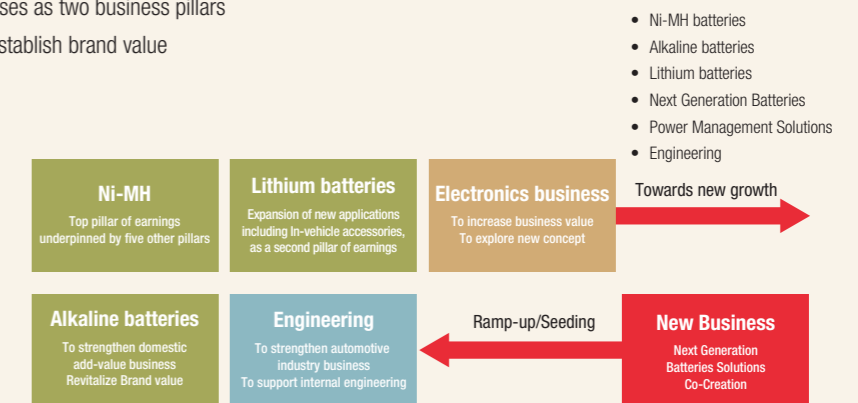 ses as two business pillars
stablish brand value
• Ni-MH batteries
• Alkaline batteries
• Lithium batteries
• Next Generation Batteries
• Power Management Solutions
• Engineering
Ni-MH
Top pillar of earnings
underpinned by five other pillars
Lithium batteries
Expansion of new applications
including In-vehicle accessories,
as a second pillar of earnings
Electronics business
To increase business value
To explore new concept
Towards new growth
Alkaline batteries
To strengthen domestic
add-value business
Revitalize Brand value
Engineering
To strengthen automotive
industry business
To support internal engineering
Ramp-up/Seeding
New Business
Next Generation
Batteries Solutions
Co-Creation